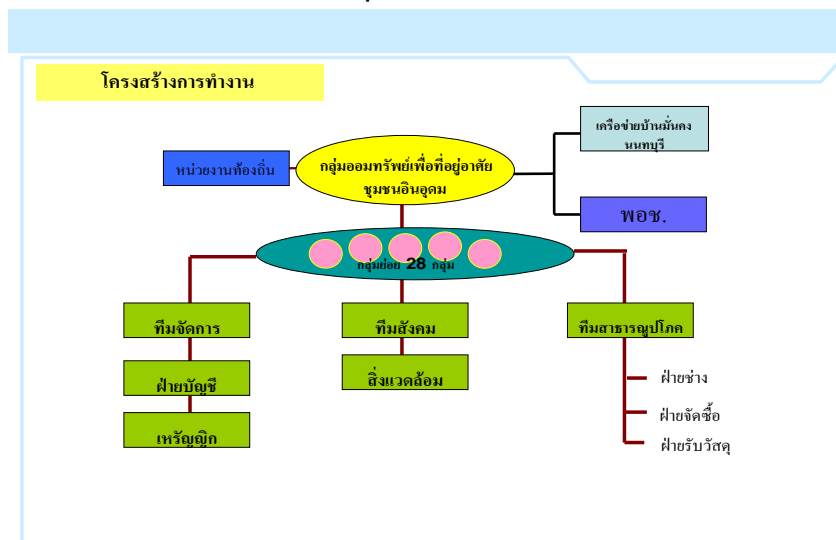 โครงสร้างการทำงาน
เครือข่ายบ้านมั่นคง
นนทบุรี
หน่วยงานท้องถิ่น
กลุ่มออมทรัพย์เพื่อที่อยู่อาศัย
ชุมชนอินอุดม
พอช.
กลุ่มย่อย 28 กลุ่ม
ทีมจัดการ
ทีมสังคม
ทีมสาธารณูปโภค
ฝ่ายบัญชี
สิ่งแวดล้อม
ฝ่ายช่าง
ฝ่ายจัดซื้อ
เหรัญญิก
ฝ่ายรับวัสดุ